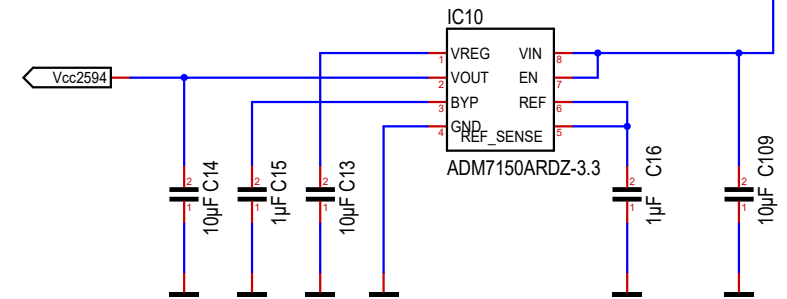 IC10
VREG VIN
1 8
Vcc2594
VOUT EN
2 7
BYP REF
3 6
GND
REF_SENSE
4 5
ADM7150ARDZ-3.3
2
1
10µF C14
2
1
1µF C15
2
1
10µF C13
2
1
1µF C16
2
1
10µF C109